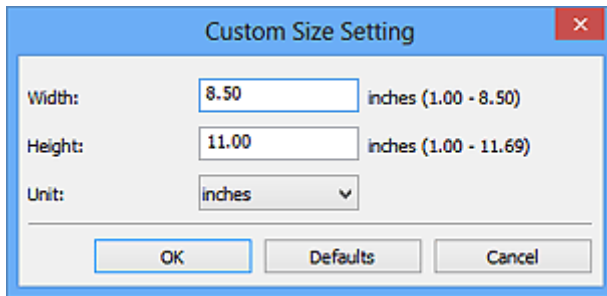 Custom Size Setting
Width: 8.50 inches (1.00 - 8.50)
Height: 11.00 inches (1.00 - 11.69)
Unit: inches
OK Defaults Cancel